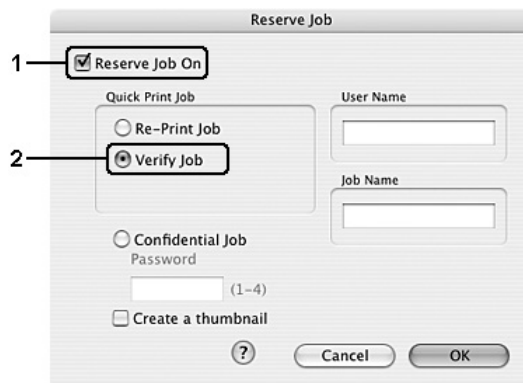 Reserve Job
1
Reserve Job On
Quick Print Job
User Name
Re-Print Job
2
Verify Job
Job Name
Confidential Job
Password
(1-4)
Create a thumbnail
?
Cancel
OK